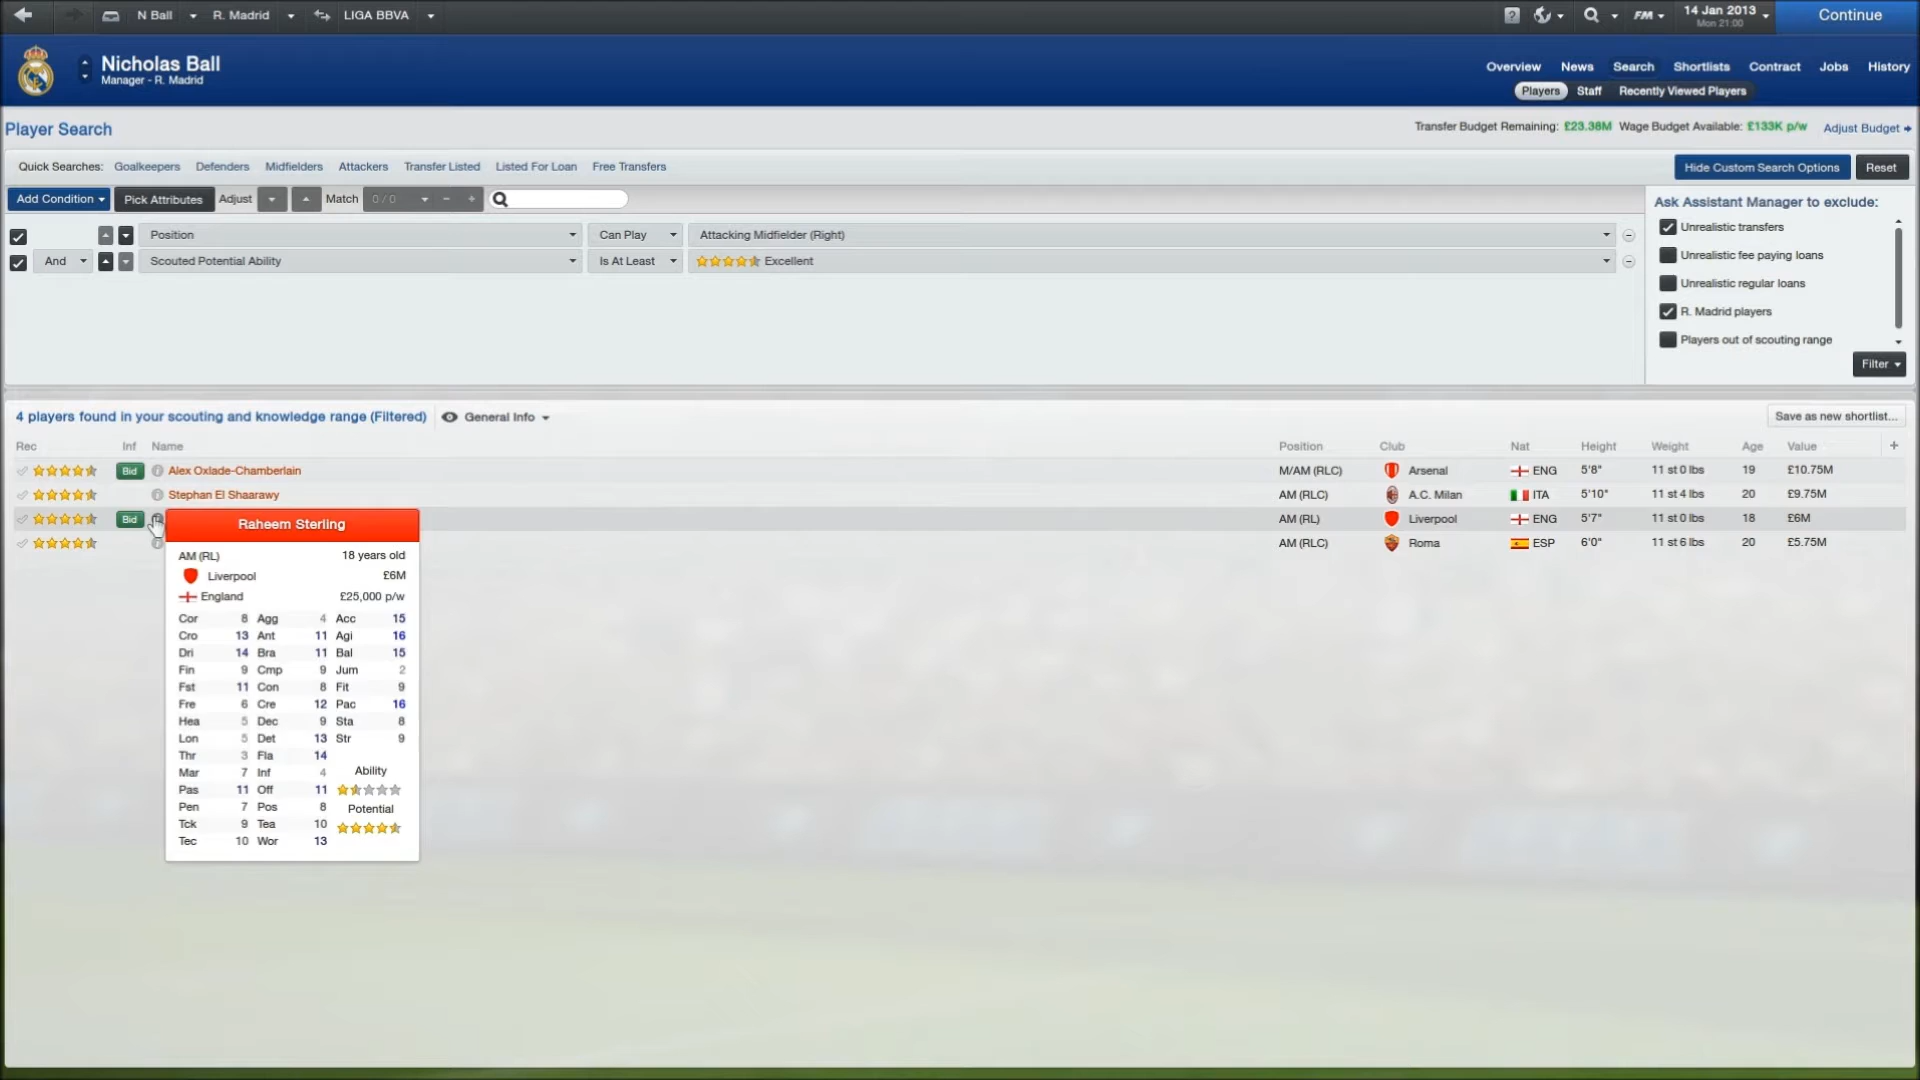 N Ball R. Madrid LIGA BBVA FM 14 Jan 2013 Continue
Mon 21:00
Nicholas Ball
Manager - R. Madrid
Overview News Search Shortlists Contract Jobs History
Players Staff Recently Viewed Players
Player Search
Transfer Budget Remaining: £23.38M Wage Budget Available: £133K p/w Adjust Budget
Quick Searches: Goalkeepers Defenders Midfielders Attackers Transfer Listed Listed For Loan Free Transfers
Hide Custom Search Options Reset
Add Condition Pick Attributes Adjust Match 0 / 0
Ask Assistant Manager to exclude:
Position Can Play Attacking Midfielder (Right)
And Scouted Potential Ability Is At Least Excellent
Unrealistic transfers
Unrealistic fee paying loans
Unrealistic regular loans
R. Madrid players
Players out of scouting range
Filter
4 players found in your scouting and knowledge range (Filtered) General Info Save as new shortlist...
Rec Inf Name Position Club Nat Height Weight Age Value +
Bid Alex Oxlade-Chamberlain M/AM (RLC) Arsenal ENG 5'8" 11 st 0 lbs 19 £10.75M
Stephan El Shaarawy AM (RLC) A.C. Milan ITA 5'10" 11 st 4 lbs 20 £9.75M
Bid AM (RL) Liverpool ENG 5'7" 11 st 0 lbs 18 £6M
AM (RLC) Roma ESP 6'0" 11 st 6 lbs 20 £5.75M
Raheem Sterling
AM (RL) 18 years old
Liverpool £6M
England £25,000 p/w
Cor 8 Agg 4 Acc 15
Cro 13 Ant 11 Agi 16
Dri 14 Bra 11 Bal 15
Fin 9 Cmp 9 Jum 2
Fst 11 Con 8 Fit 9
Fre 6 Cre 12 Pac 16
Hea 5 Dec 9 Sta 8
Lon 5 Det 13 Str 9
Thr 3 Fla 14
Mar 7 Inf 4 Ability
Pas 11 Off 11
Pen 7 Pos 8 Potential
Tck 9 Tea 10
Tec 10 Wor 13